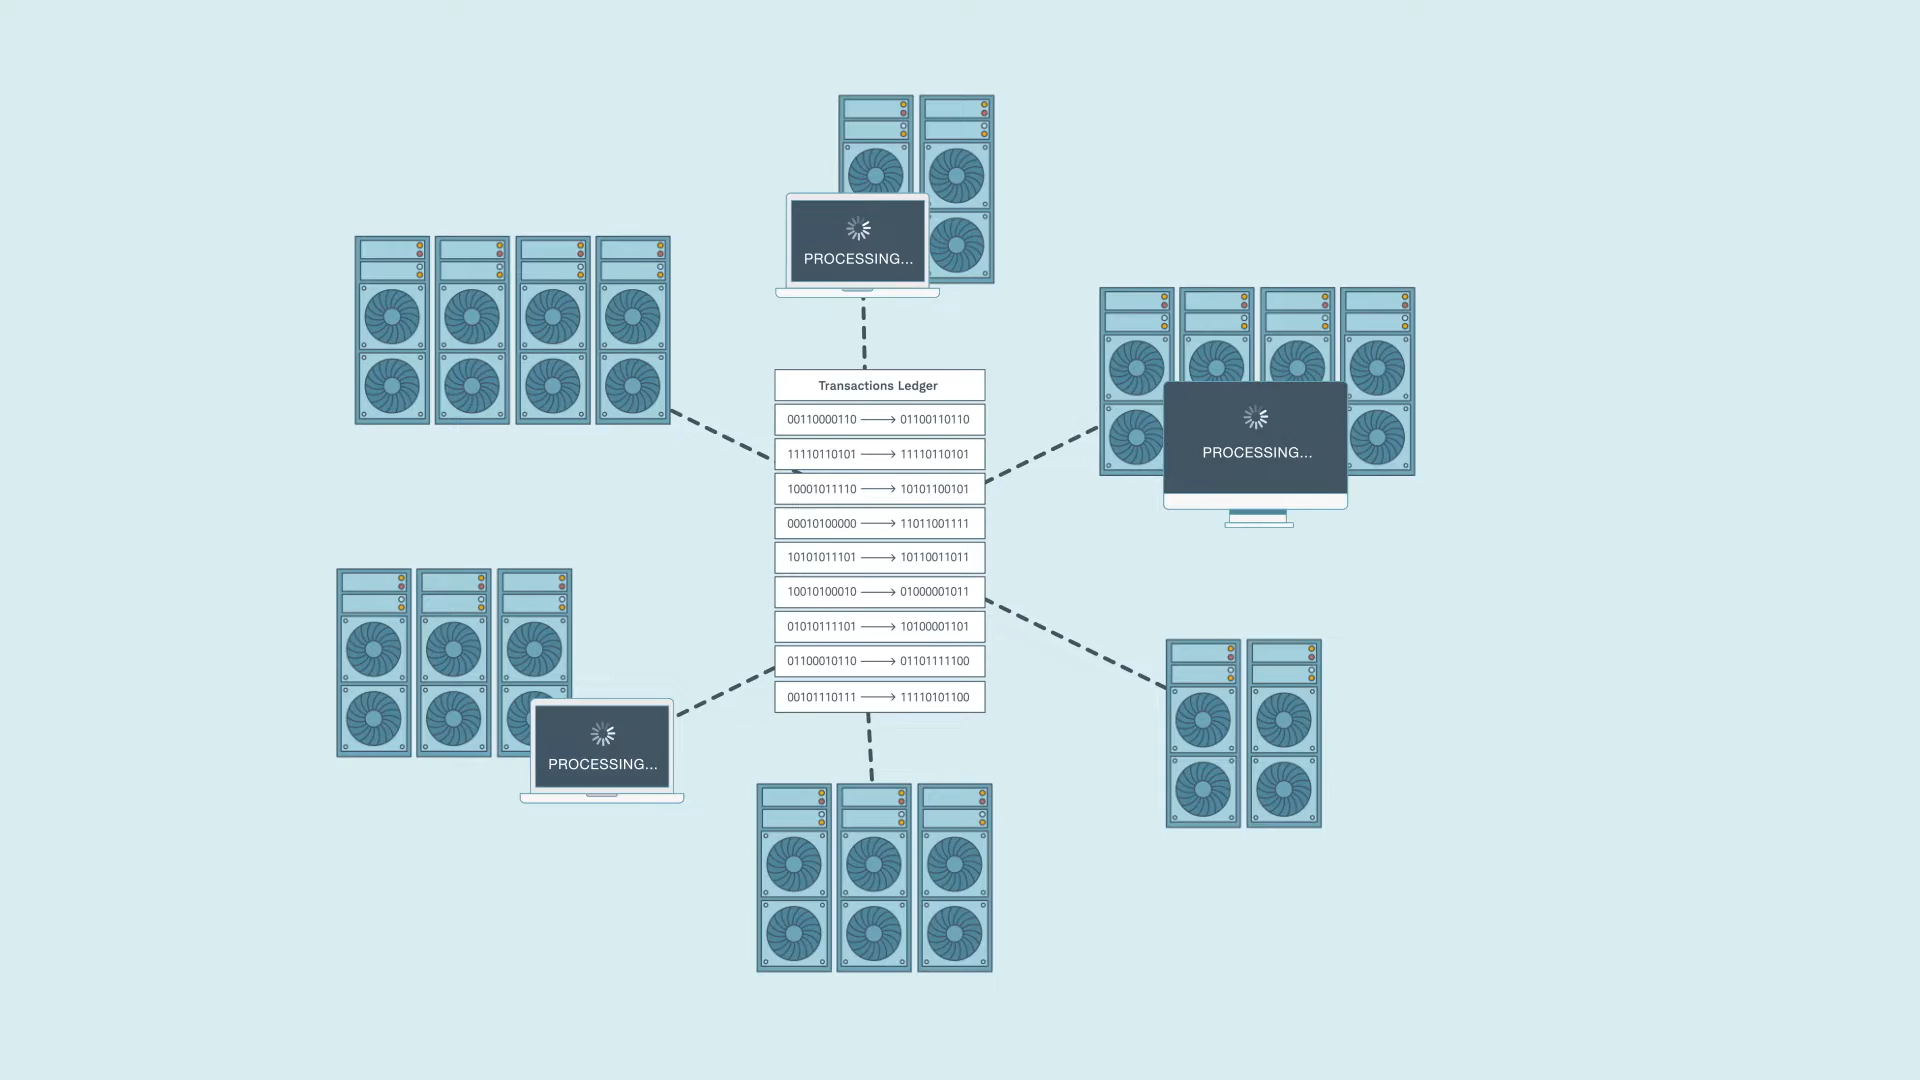 PROCESSING...
Transactions Ledger
00110000110 ⟶ 01100110110
11110110101 ⟶ 11110110101
10001011110 ⟶ 10101100101
00010100000 ⟶ 11011001111
10101011101 ⟶ 10110011011
10010100010 ⟶ 01000001011
01010111101 ⟶ 10100001101
01100010110 ⟶ 01101111100
00101110111 ⟶ 11110101100
PROCESSING...
PROCESSING...